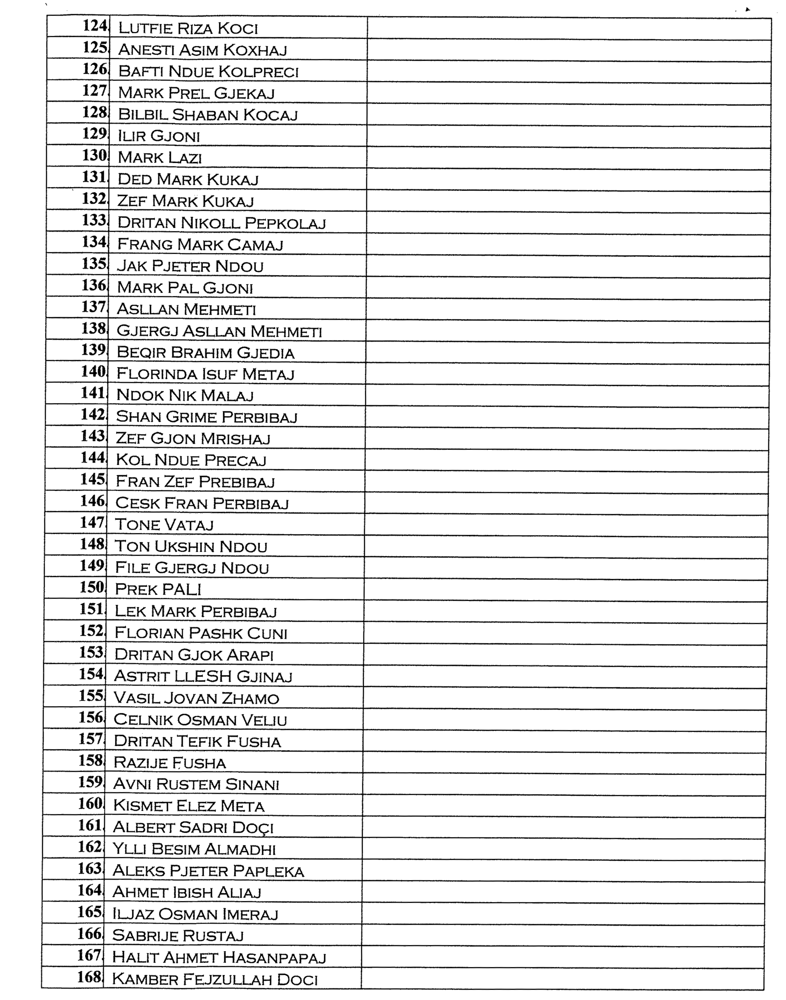 124. LUTFIE RIZA KOCI
125. ANESTI ASIM KOXHAJ
126. BAFTI NDUE KOLPRECI
127. MARK PREL GJEKAJ
128. BILBIL SHABAN KOCAJ
129. ILIR GJONI
130. MARK LAZI
131. DED MARK KUKAJ
132. ZEF MARK KUKAJ
133. DRITAN NIKOLL PEPKOLAJ
134. FRANG MARK CAMAJ
135. JAK PJETER NDOU
136. MARK PAL GJONI
137. ASLLAN MEHMETI
138. GJERGJ ASLLAN MEHMETI
139. BEQIR BRAHIM GJEDIA
140. FLORINDA ISUF METAJ
141. NDOK NIK MALAJ
142. SHAN GRIME PERBIBAJ
143. ZEF GJON MRISHAJ
144. KOL NDUE PRECAJ
145. FRAN ZEF PREBIBAJ
146. CESK FRAN PERBIBAJ
147. TONE VATAJ
148. TON UKSHIN NDOU
149. FILE GJERGJ NDOU
150. PREK PALI
151. LEK MARK PERBIBAJ
152. FLORIAN PASHK CUNI
153. DRITAN GJOK ARAPI
154. ASTRIT LLESH GJINAJ
155. VASIL JOVAN ZHAMO
156. CELNIK OSMAN VELIU
157. DRITAN TEFIK FUSHA
158. RAZIJE FUSHA
159. AVNI RUSTEM SINANI
160. KISMET ELEZ META
161. ALBERT SADRI DOÇI
162. YLLI BESIM ALMADHI
163. ALEKS PJETER PAPLEKA
164. AHMET IBISH ALIAJ
165. ILJAZ OSMAN IMERAJ
166. SABRIJE RUSTAJ
167. HALIT AHMET HASANPAPAJ
168. KAMBER FEJZULLAH DOCI